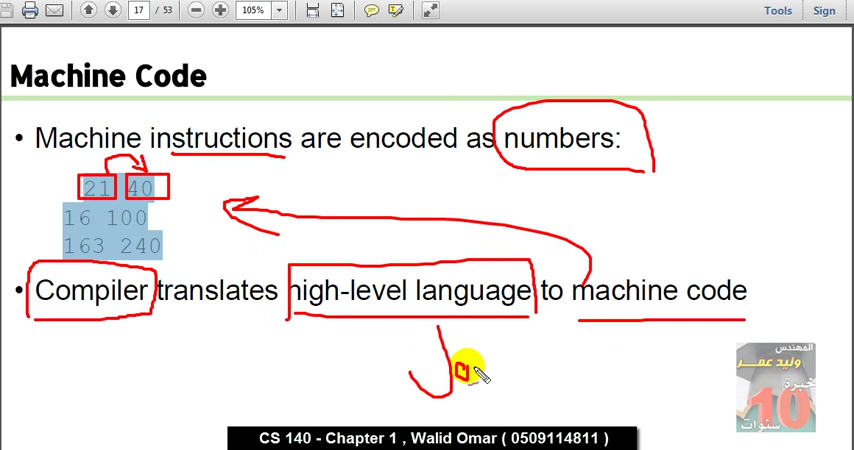 17 / 53
105%
Tools
Sign
Machine Code
• Machine instructions are encoded as numbers:
21 40
16 100
163 240
• Compiler translates high-level language to machine code
Ja
المهندس
وليد عمر
خبرة
10
سنوات
CS 140 - Chapter 1 , Walid Omar ( 0509114811 )